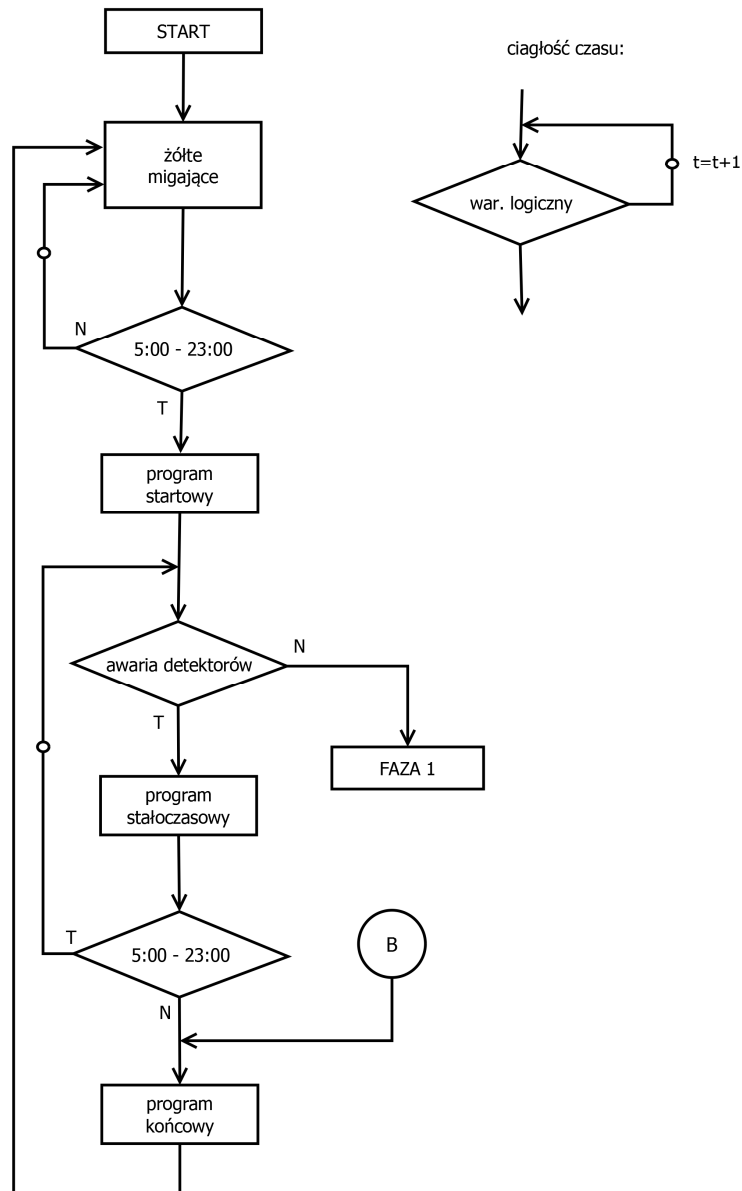 START
ciagłość czasu:
żółte
migające
t=t+1
war. logiczny
N
5:00 - 23:00
T
program
startowy
N
awaria detektorów
T
FAZA 1
program
stałoczasowy
T
5:00 - 23:00
B
N
program
końcowy